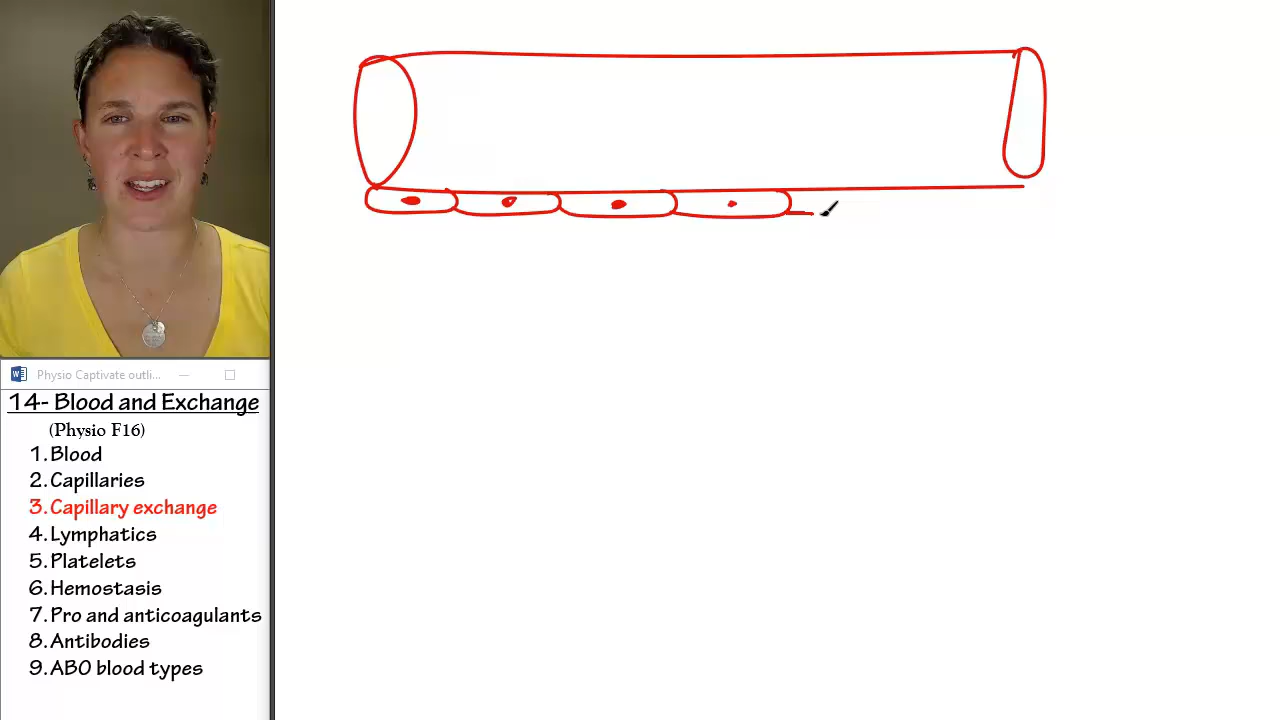 Physio Captivate outli...
14- Blood and Exchange
(Physio F16)
1. Blood
2. Capillaries
3. Capillary exchange
4. Lymphatics
5. Platelets
6. Hemostasis
7. Pro and anticoagulants
8. Antibodies
9. ABO blood types